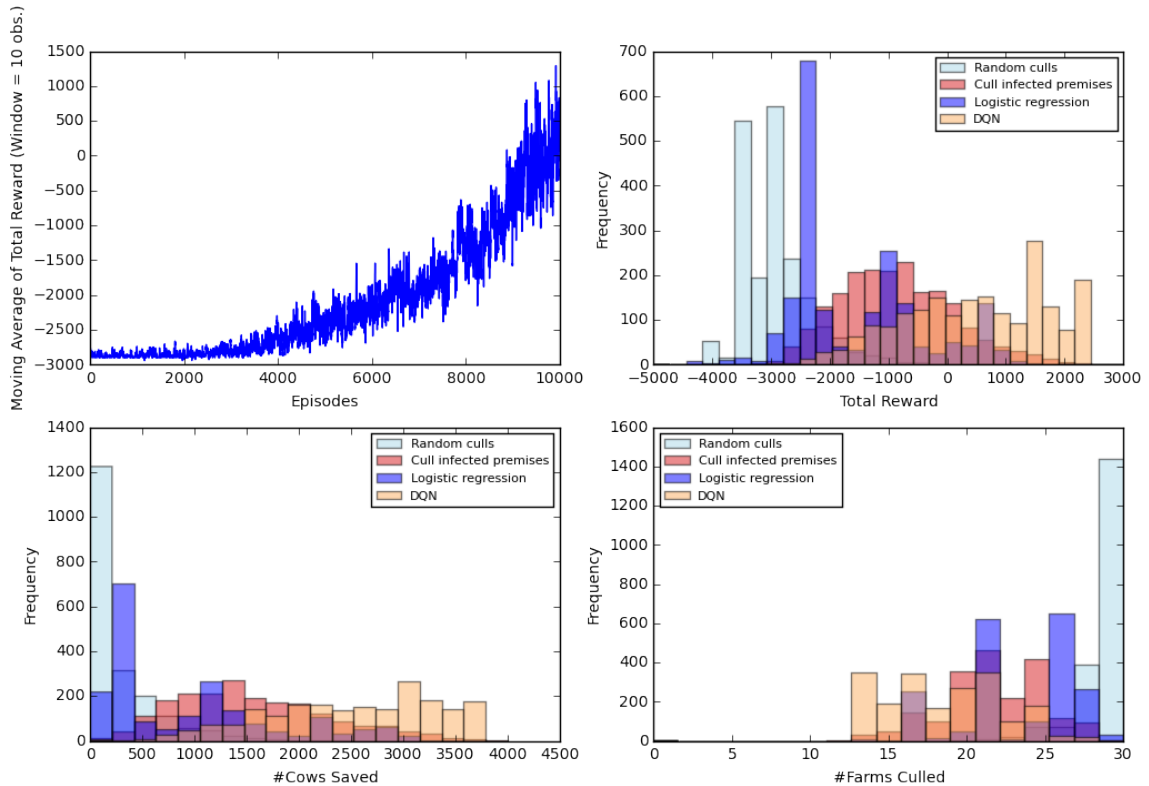 Moving Average of Total Reward (Window = 10 obs.)
1500
1000
500
0
−500
−1000
−1500
−2000
−2500
−3000
0 2000 4000 6000 8000 10000
Episodes
Frequency
700
600
500
400
300
200
100
0
−5000 −4000 −3000 −2000 −1000 0 1000 2000 3000
Total Reward
Random culls
Cull infected premises
Logistic regression
DQN
Frequency
1400
1200
1000
800
600
400
200
0
0 500 1000 1500 2000 2500 3000 3500 4000 4500
#Cows Saved
Random culls
Cull infected premises
Logistic regression
DQN
Frequency
1600
1400
1200
1000
800
600
400
200
0
0 5 10 15 20 25 30
#Farms Culled
Random culls
Cull infected premises
Logistic regression
DQN